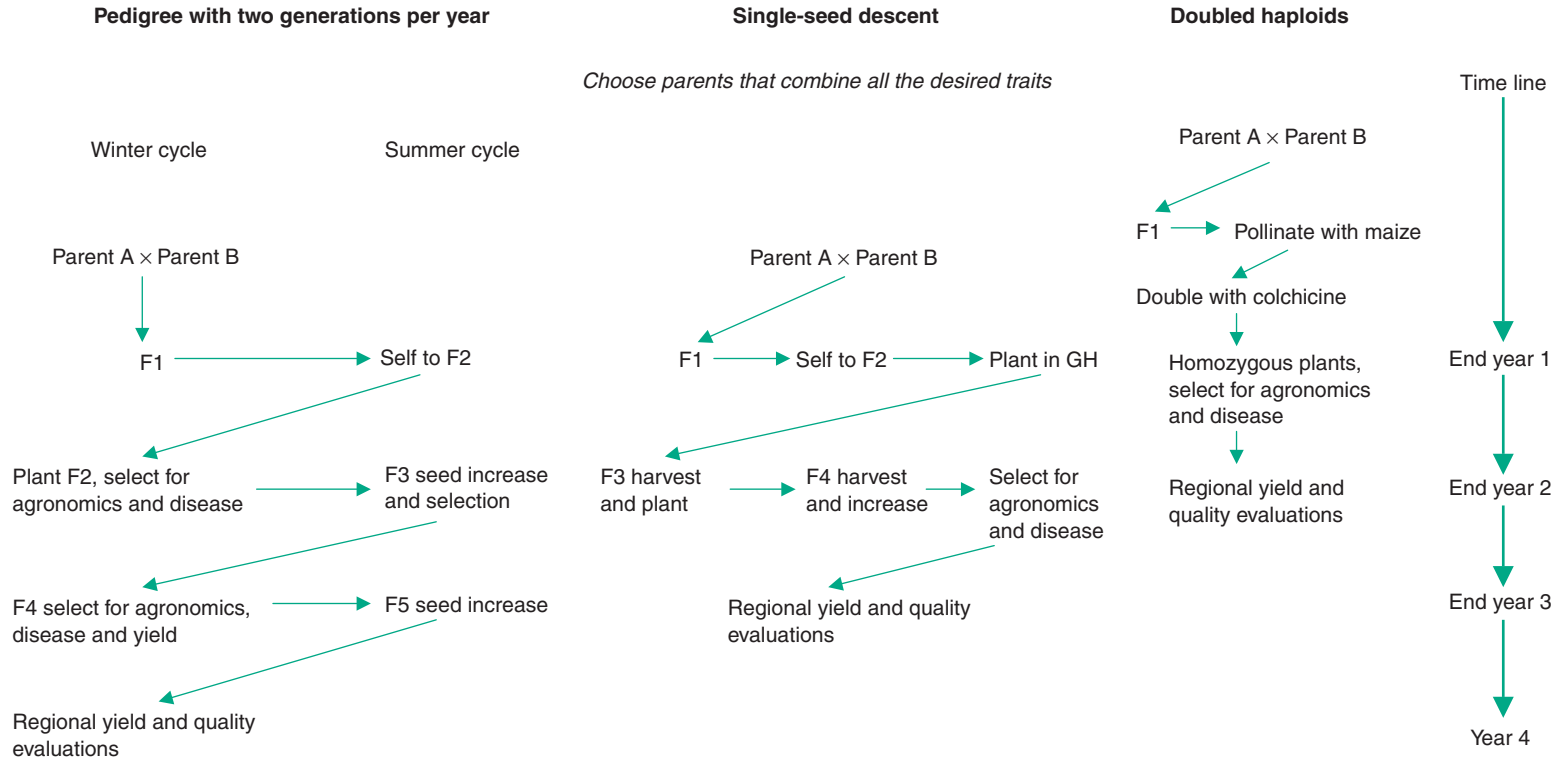 Pedigree with two generations per year
Single-seed descent
Doubled haploids
Choose parents that combine all the desired traits
Time line
Winter cycle
Summer cycle
Parent A × Parent B
F1
Self to F2
Plant F2, select for
agronomics and disease
F3 seed increase
and selection
F4 select for agronomics,
disease and yield
F5 seed increase
Regional yield and quality
evaluations
Parent A × Parent B
F1
Self to F2
Plant in GH
F3 harvest
and plant
F4 harvest
and increase
Select for
agronomics
and disease
Regional yield and quality
evaluations
Parent A × Parent B
F1
Pollinate with maize
Double with colchicine
Homozygous plants,
select for agronomics
and disease
Regional yield and
quality evaluations
End year 1
End year 2
End year 3
Year 4